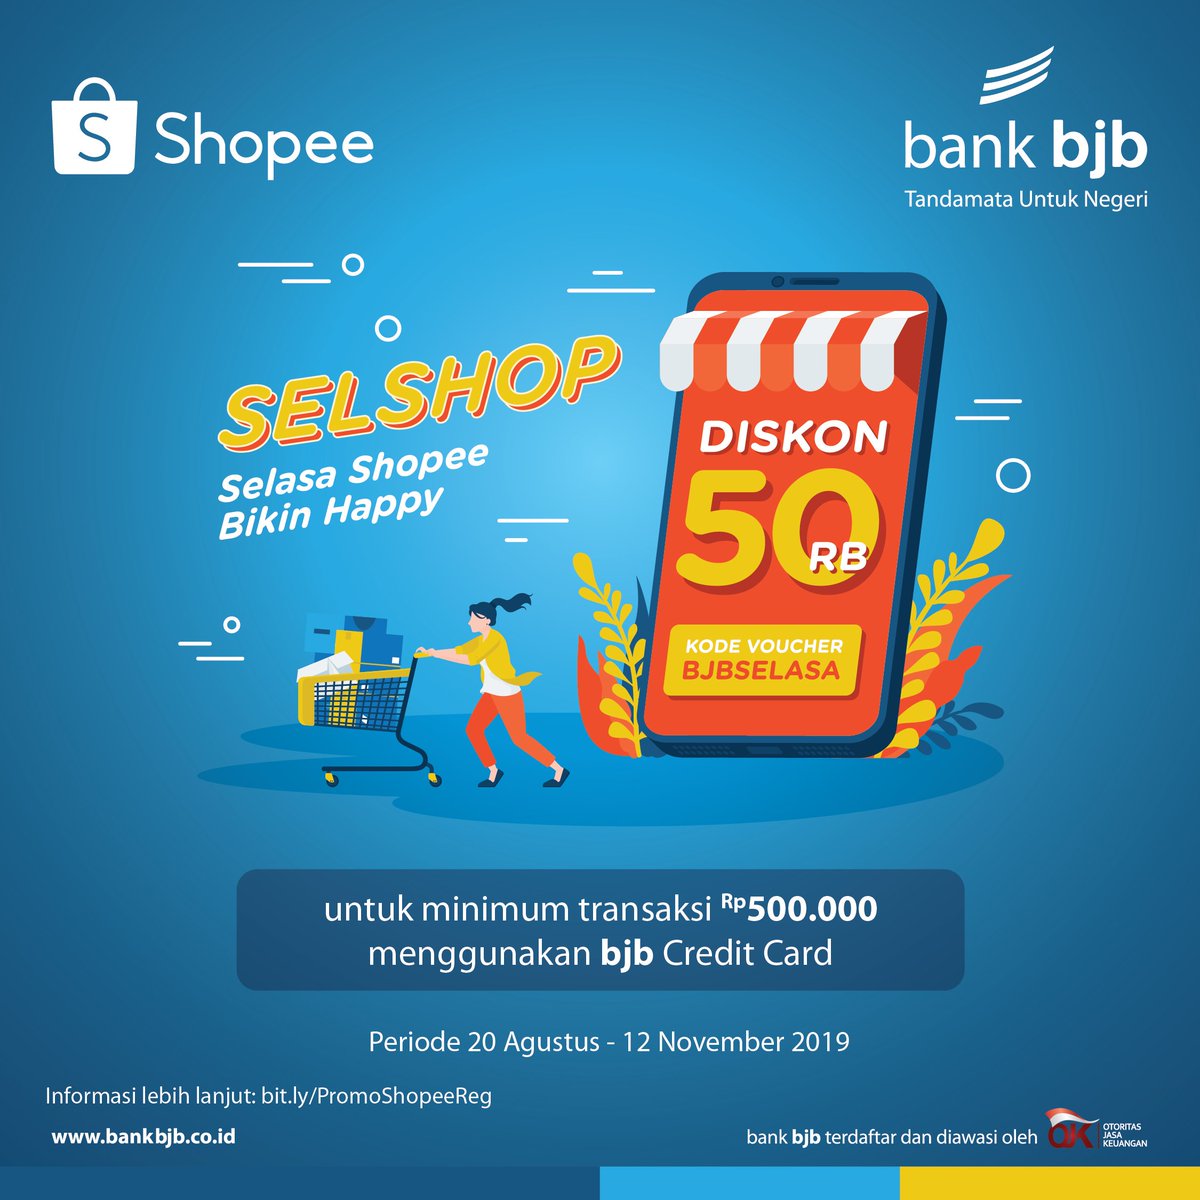 S Shopee
bank bjb
Tandamata Untuk Negeri
SELSHOP
Selasa Shopee
Bikin Happy
DISKON
50
RB
KODE VOUCHER
BJBSELASA
untuk minimum transaksi Rp500.000
menggunakan bjb Credit Card
Periode 20 Agustus - 12 November 2019
Informasi lebih lanjut: bit.ly/PromoShopeeReg
www.bankbjb.co.id
bank bjb terdaftar dan diawasi oleh
OJK
OTORITAS
JASA
KEUANGAN